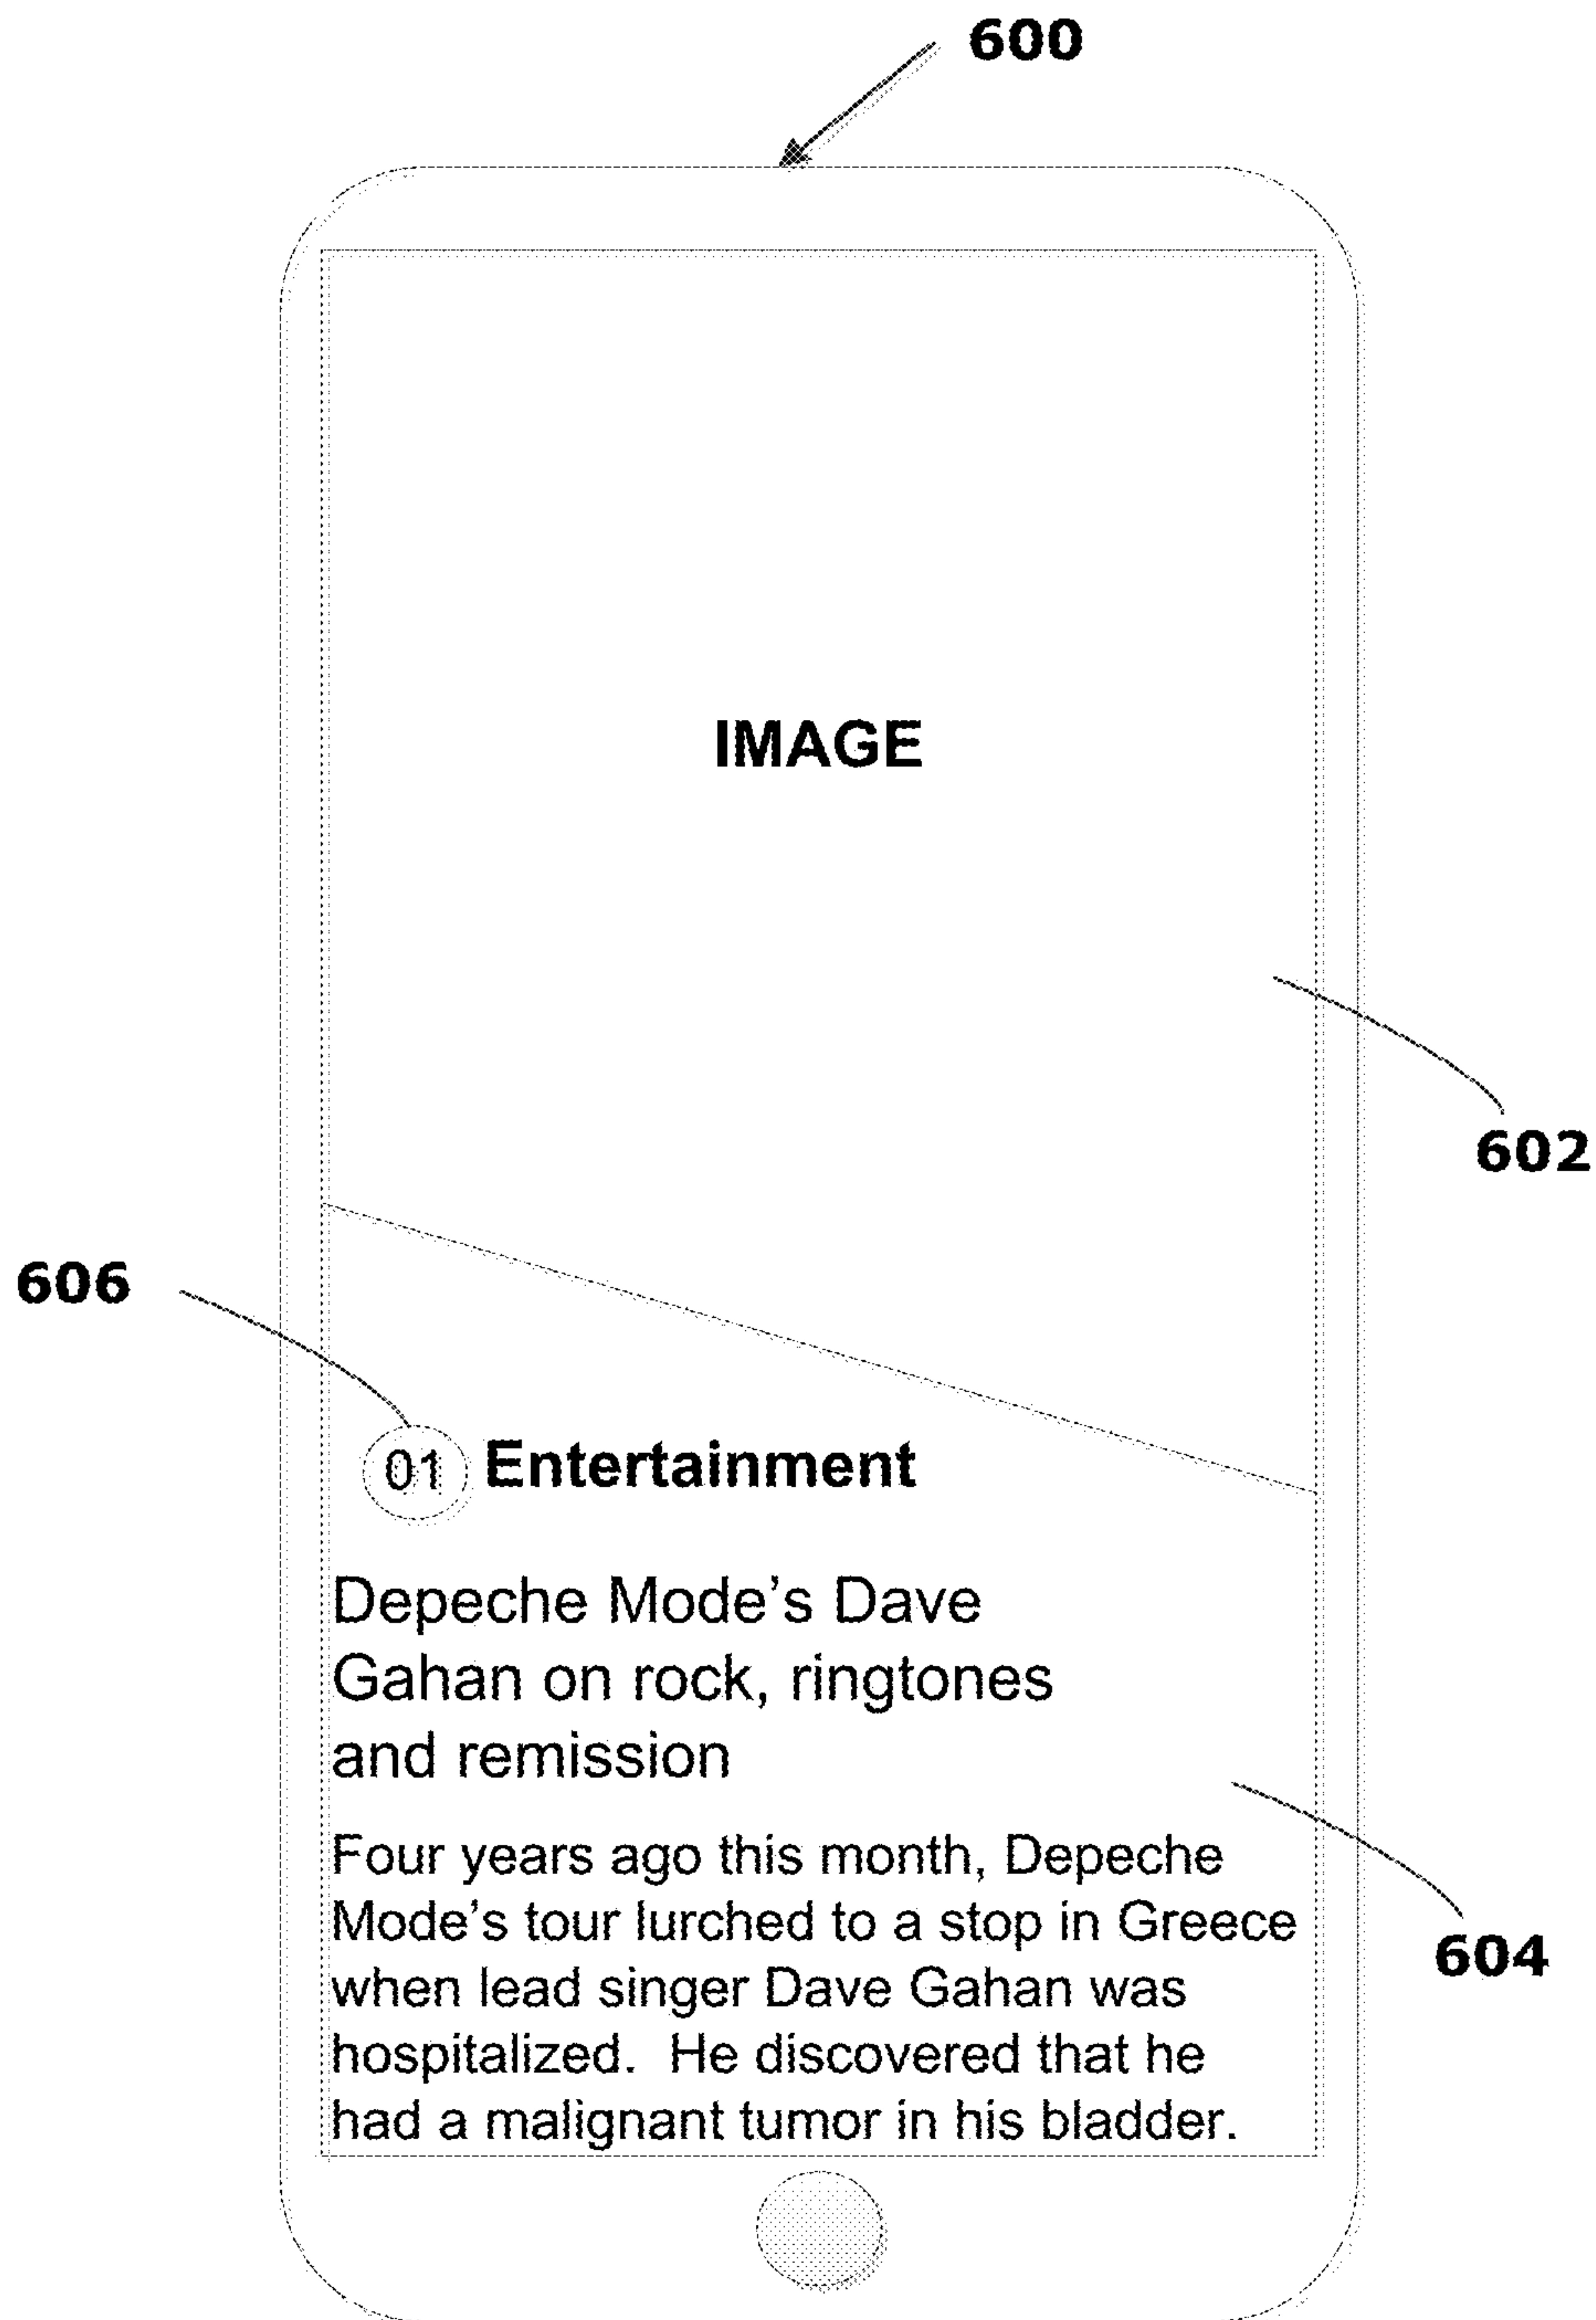 600
IMAGE
602
606
01 Entertainment
Depeche Mode’s Dave
Gahan on rock, ringtones
and remission
Four years ago this month, Depeche
Mode’s tour lurched to a stop in Greece
when lead singer Dave Gahan was
hospitalized.  He discovered that he
had a malignant tumor in his bladder.
604